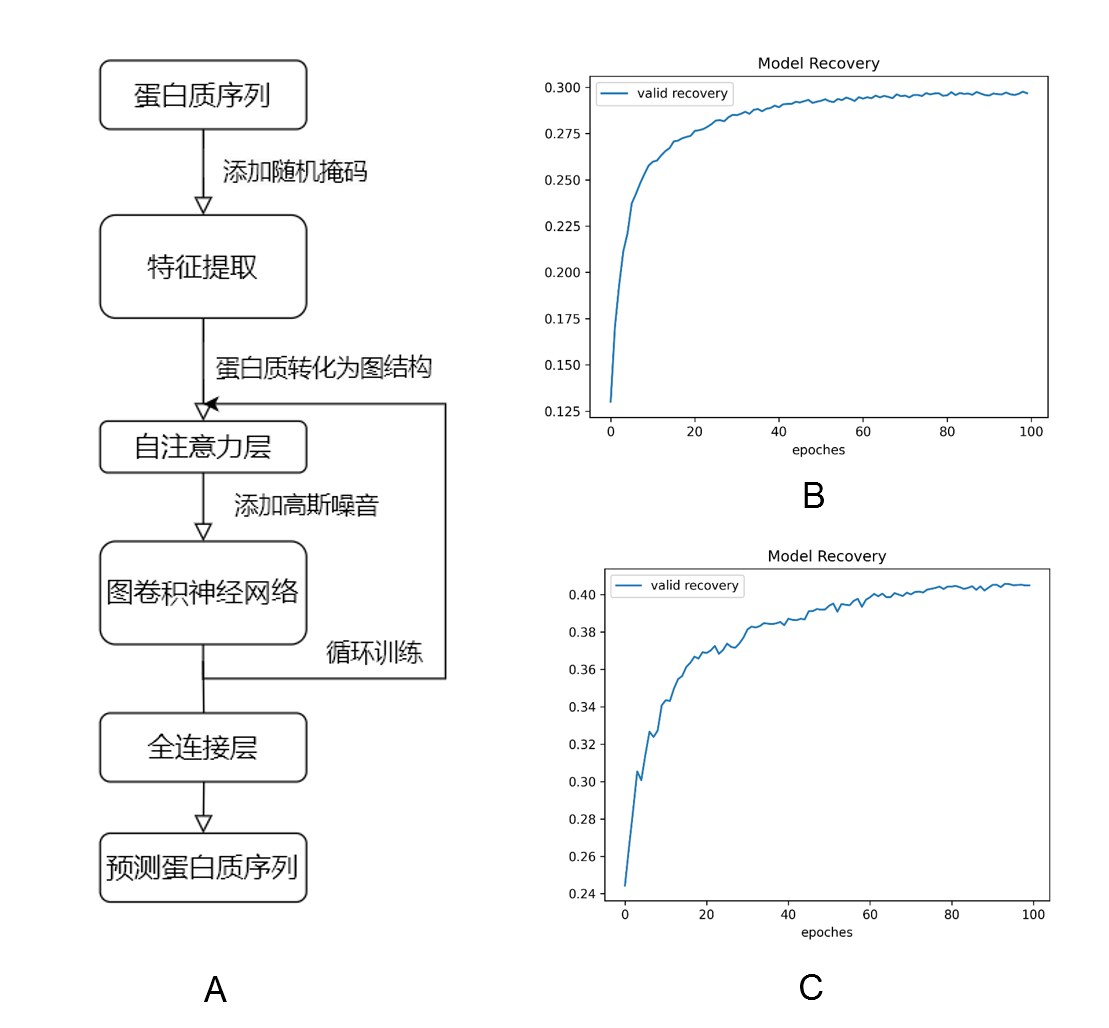 蛋白质序列
添加随机掩码
特征提取
蛋白质转化为图结构
自注意力层
添加高斯噪音
图卷积神经网络
循环训练
全连接层
预测蛋白质序列
A
Model Recovery
valid recovery
0.300
0.275
0.250
0.225
0.200
0.175
0.150
0.125
0 20 40 60 80 100
epoches
B
Model Recovery
valid recovery
0.40
0.38
0.36
0.34
0.32
0.30
0.28
0.26
0.24
0 20 40 60 80 100
epoches
C